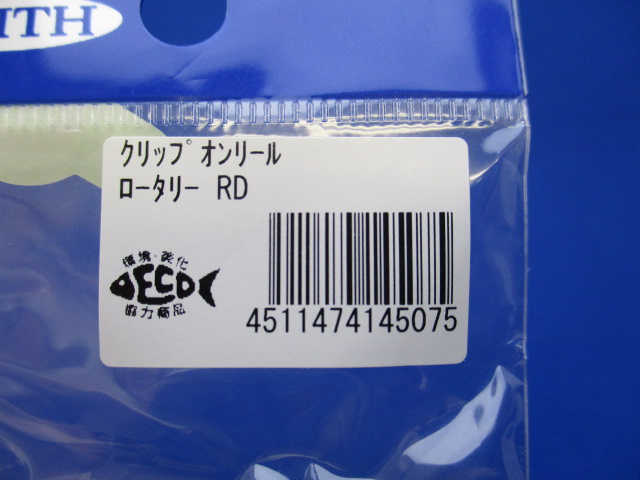 ITH
ｸﾘｯﾌﾟｵﾝﾘｰﾙ
ﾛｰﾀﾘｰ RD
環境・美化
ECO
協力商品
4511474145075